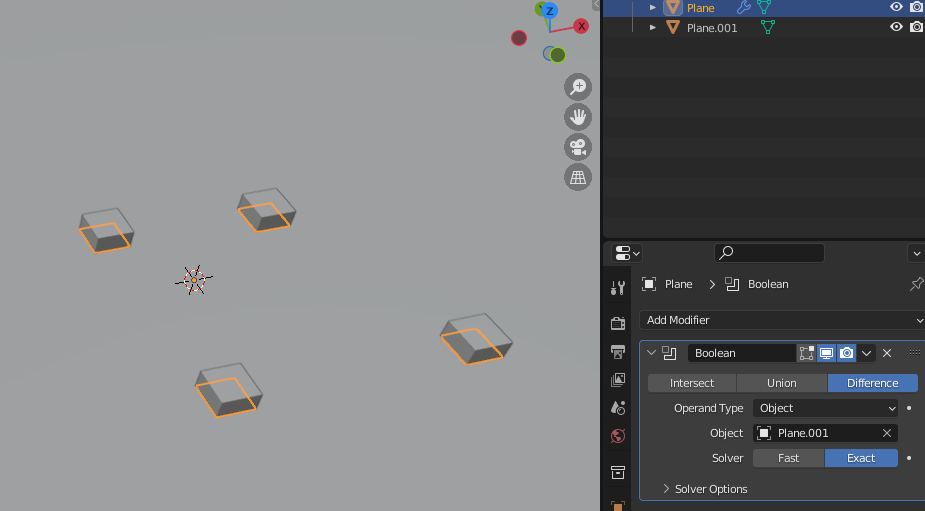 Z
X
Plane
Plane.001
Plane > Boolean
Add Modifier
Boolean
Intersect Union Difference
Operand Type Object
Object Plane.001
Solver Fast Exact
Solver Options